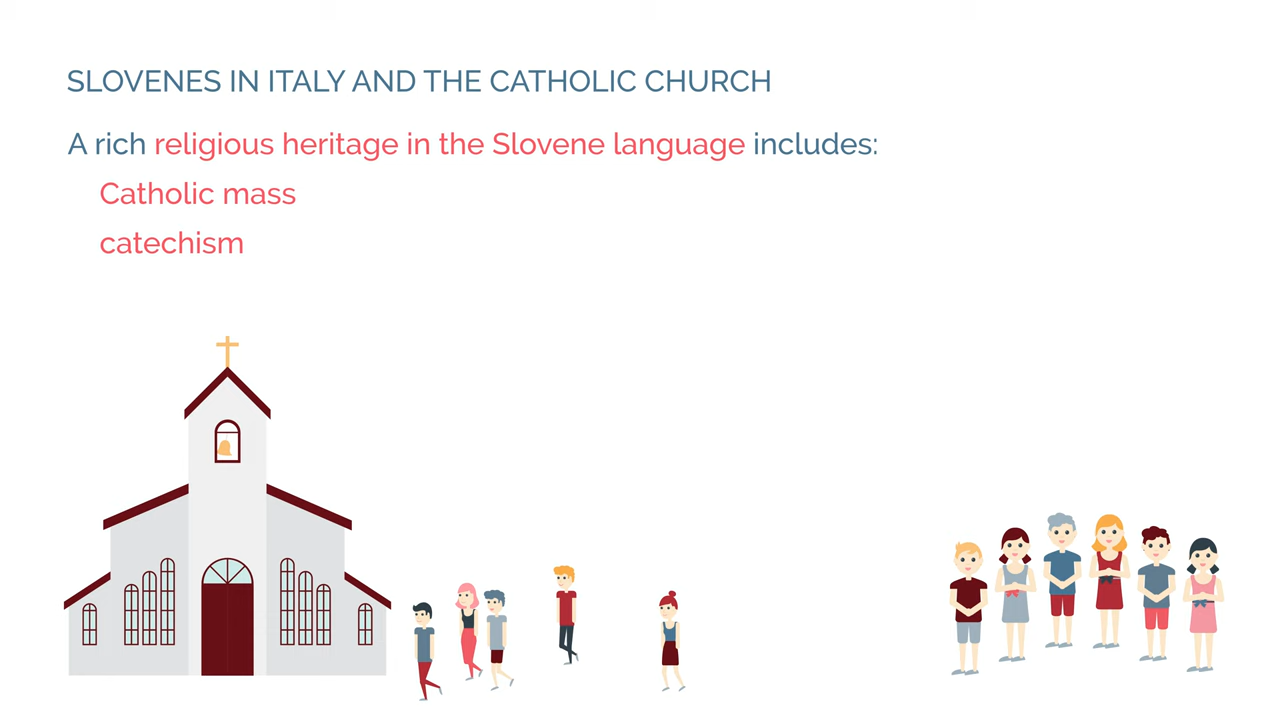 SLOVENES IN ITALY AND THE CATHOLIC CHURCH
A rich religious heritage in the Slovene language includes:
Catholic mass
catechism